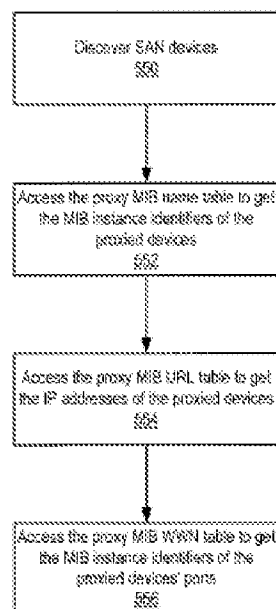 Discover SAN devices
550
Access the proxy MIB name table to get
the MIB instance identifiers of the
proxied devices
552
Access the proxy MIB URL table to get
the IP addresses of the proxied devices
554
Access the proxy MIB WWN table to get
the MIB instance identifiers of the
proxied devices' ports
556